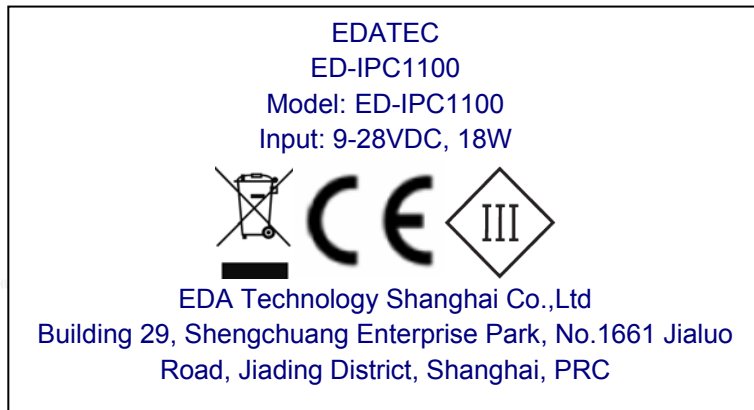 EDATEC
ED-IPC1100
Model: ED-IPC1100
Input: 9-28VDC, 18W
CE III
EDA Technology Shanghai Co.,Ltd
Building 29, Shengchuang Enterprise Park, No.1661 Jialuo
Road, Jiading District, Shanghai, PRC